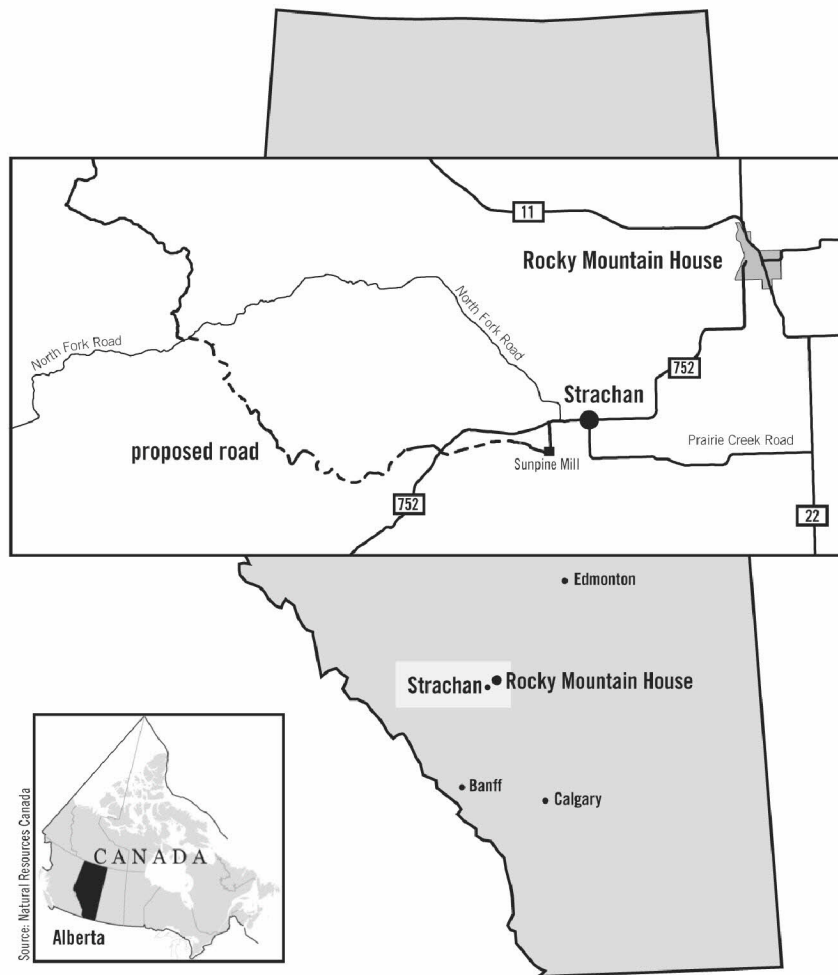 11
Rocky Mountain House
North Fork Road
North Fork Road
752
Strachan
proposed road
Prairie Creek Road
Sunpine Mill
752
22
Edmonton
Strachan
Rocky Mountain House
Banff
Calgary
CANADA
Alberta
Source: Natural Resources Canada